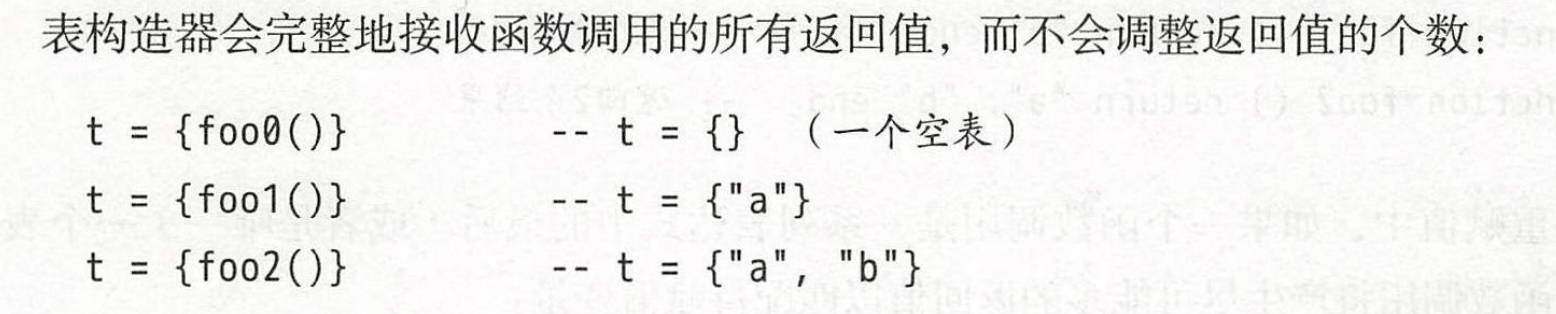 表构造器会完整地接收函数调用的所有返回值，而不会调整返回值的个数：
t = {foo0()} -- t = {} （一个空表）
t = {foo1()} -- t = {"a"}
t = {foo2()} -- t = {"a", "b"}